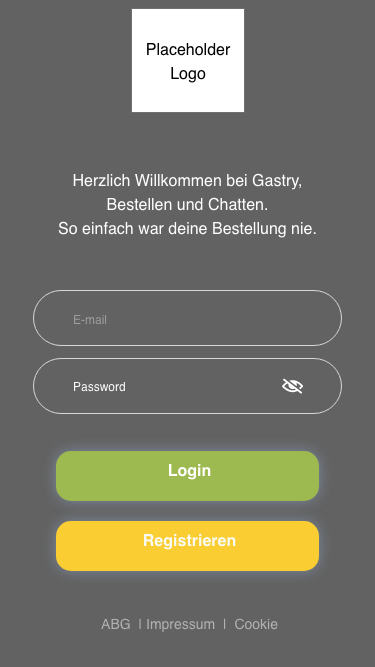 Placeholder
Logo
Herzlich Willkommen bei Gastry,
Bestellen und Chatten.
So einfach war deine Bestellung nie.
E-mail
Password
Login
Registrieren
ABG | Impressum | Cookie